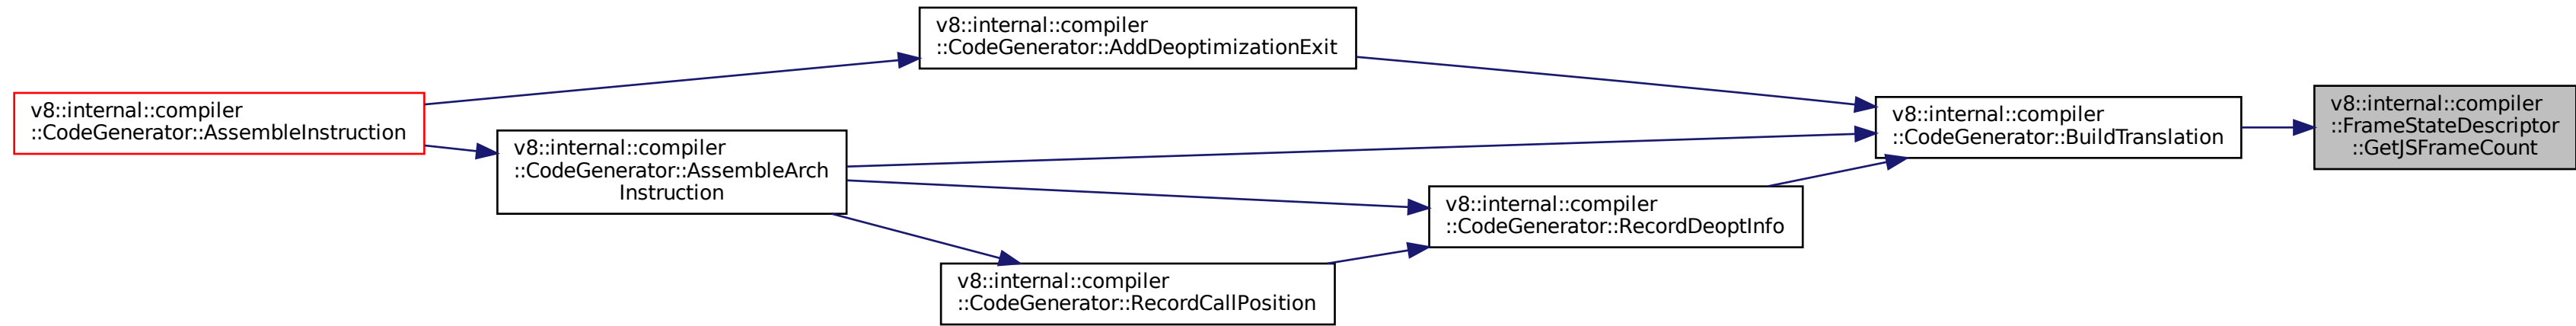 v8::internal::compiler
::CodeGenerator::AssembleInstruction
v8::internal::compiler
::CodeGenerator::AddDeoptimizationExit
v8::internal::compiler
::CodeGenerator::AssembleArch
Instruction
v8::internal::compiler
::CodeGenerator::RecordCallPosition
v8::internal::compiler
::CodeGenerator::RecordDeoptInfo
v8::internal::compiler
::CodeGenerator::BuildTranslation
v8::internal::compiler
::FrameStateDescriptor
::GetJSFrameCount